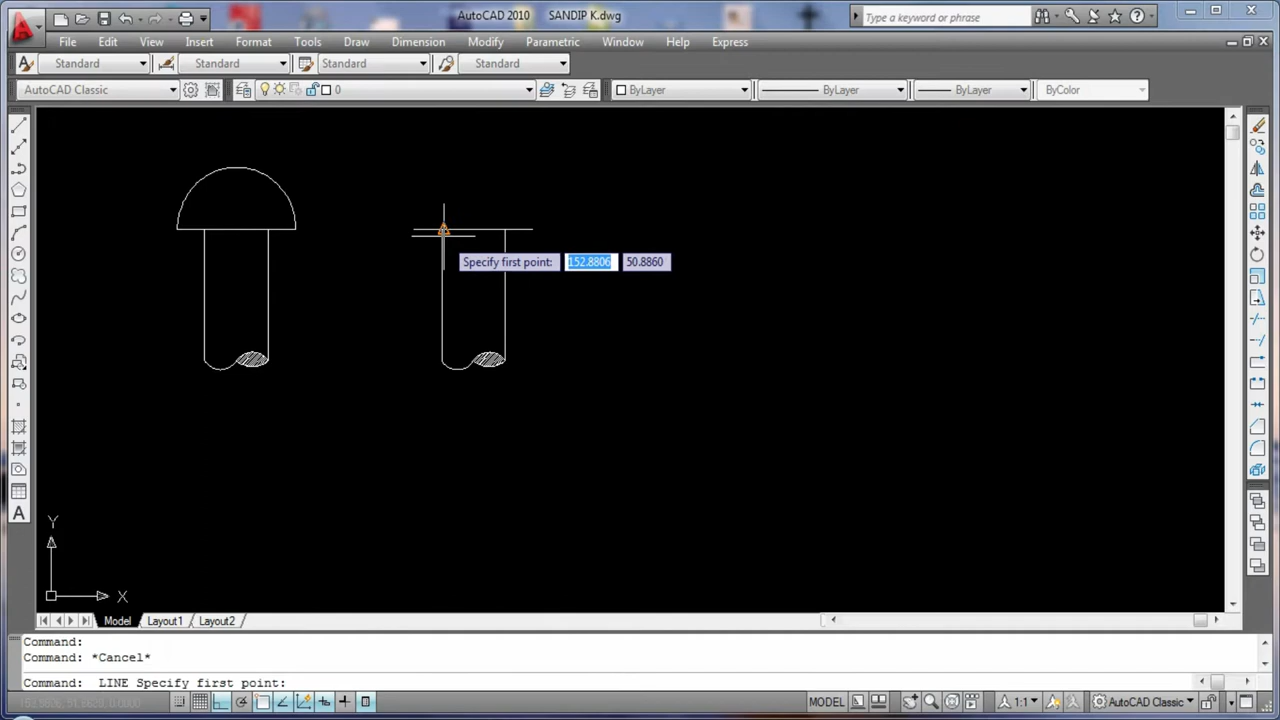 AutoCAD 2010 SANDIP K.dwg Type a keyword or phrase
File Edit View Insert Format Tools Draw Dimension Modify Parametric Window Help Express
Standard Standard Standard Standard
AutoCAD Classic 0 ByLayer ByLayer ByLayer ByColor
Specify first point: 152.8806 50.8860
Y
X
Model Layout1 Layout2
Command:
Command: *Cancel*
Command: LINE Specify first point:
MODEL 1:1 AutoCAD Classic